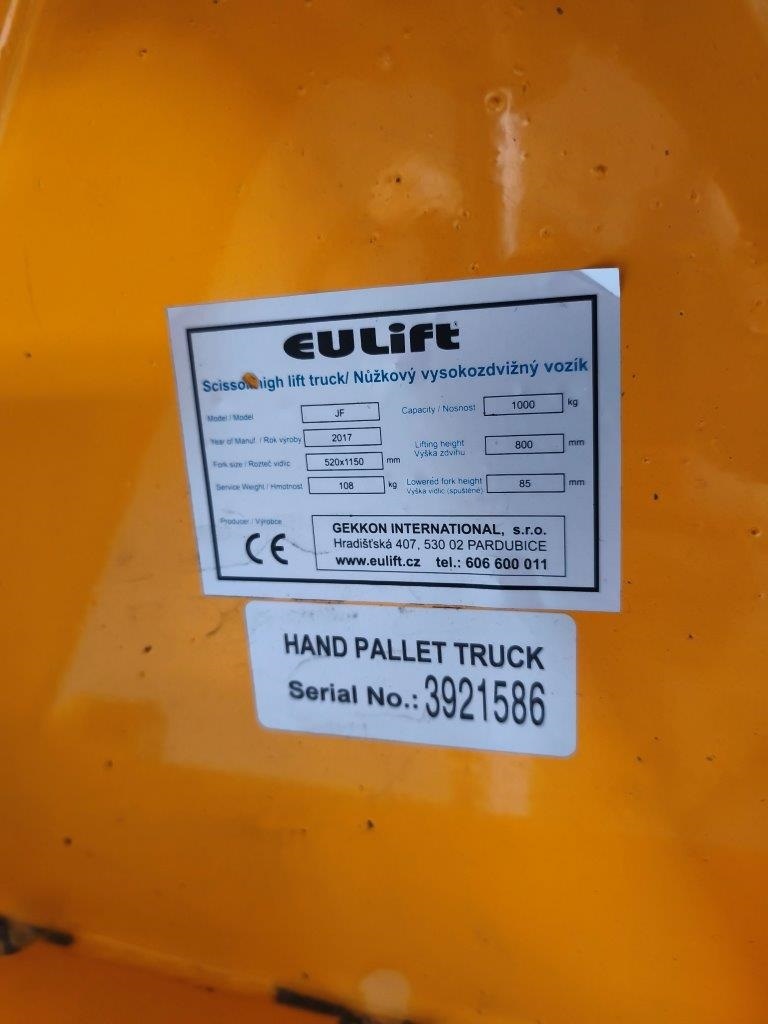 EULIFT
Scissor high lift truck/ Nůžkový vysokozdvižný vozík
Model / Model JF Capacity / Nosnost 1000 kg
Year of Manuf. / Rok výroby 2017 Lifting height 800 mm
Výška zdvihu
Fork size / Rozteč vidlic 520x1150 mm
Service Weight / Hmotnost 108 kg Lowered fork height 85 mm
Výška vidlic (spuštěné)
Producer / Výrobce
CE
GEKKON INTERNATIONAL, s.r.o.
Hradišťská 407, 530 02 PARDUBICE
www.eulift.cz tel.: 606 600 011
HAND PALLET TRUCK
Serial No.: 3921586